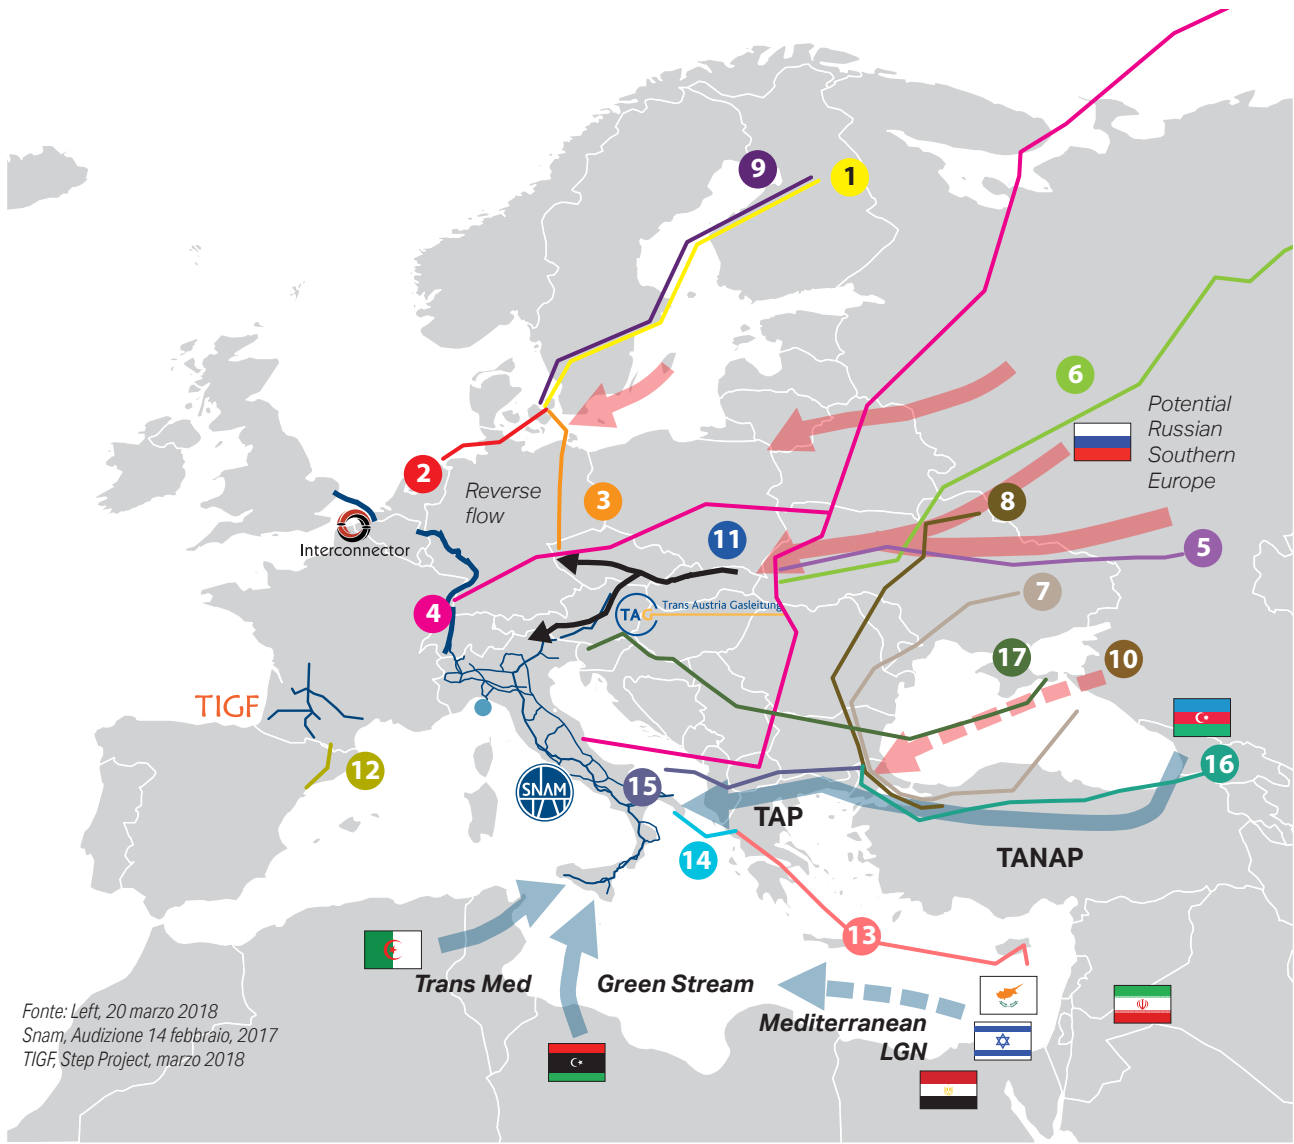 9
1
6
Potential
Russian
Southern
Europe
2
Reverse
flow
3
8
11
5
Interconnector
4
TAG
Trans Austria Gasleitung
7
17
10
TIGF
12
SNAM
15
16
TAP
14
TANAP
13
Trans Med
Green Stream
Mediterranean
LGN
Fonte: Left, 20 marzo 2018
Snam, Audizione 14 febbraio, 2017
TIGF, Step Project, marzo 2018